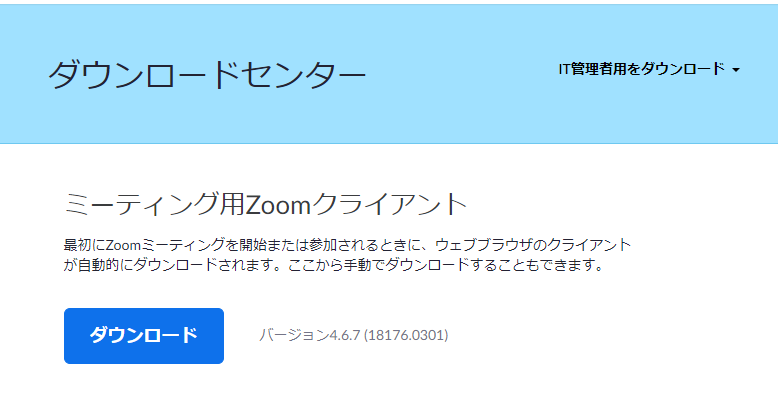 ダウンロードセンター
IT管理者用をダウンロード
ミーティング用Zoomクライアント
最初にZoomミーティングを開始または参加されるときに、ウェブブラウザのクライアント
が自動的にダウンロードされます。ここから手動でダウンロードすることもできます。
ダウンロード
バージョン4.6.7 (18176.0301)